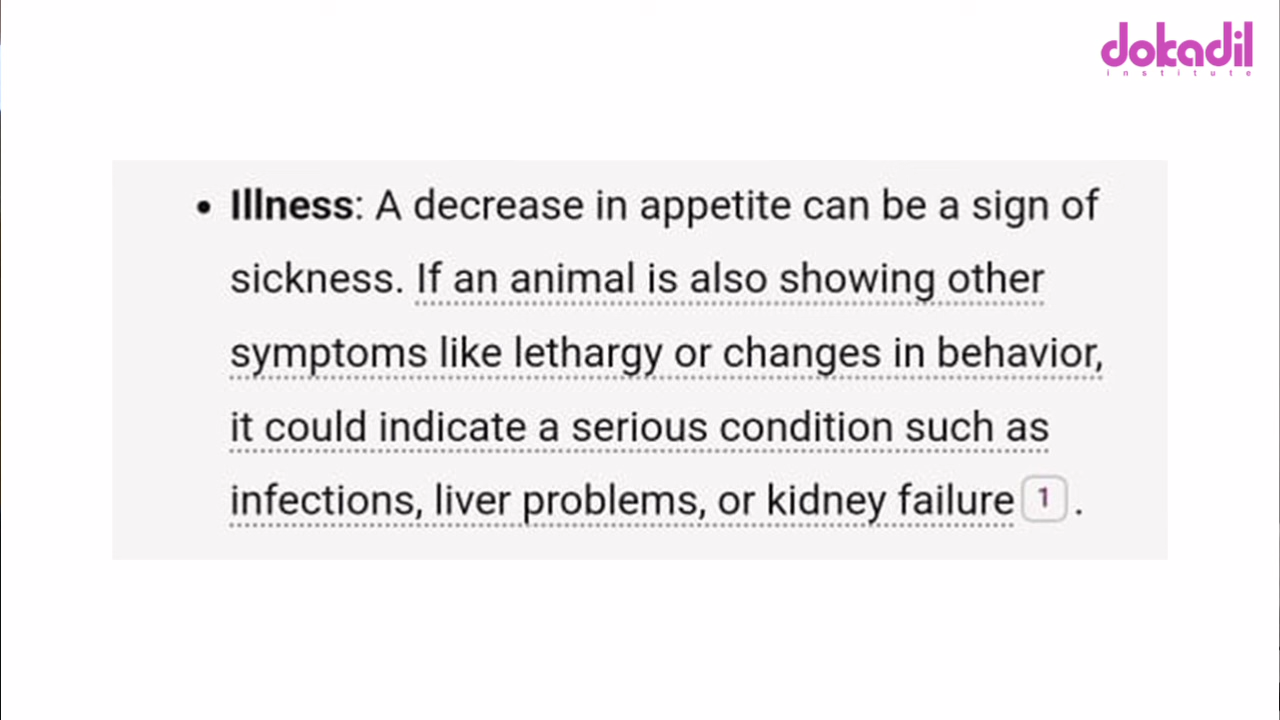 dokadil
institute
• Illness: A decrease in appetite can be a sign of
sickness. If an animal is also showing other
symptoms like lethargy or changes in behavior,
it could indicate a serious condition such as
infections, liver problems, or kidney failure 1 .